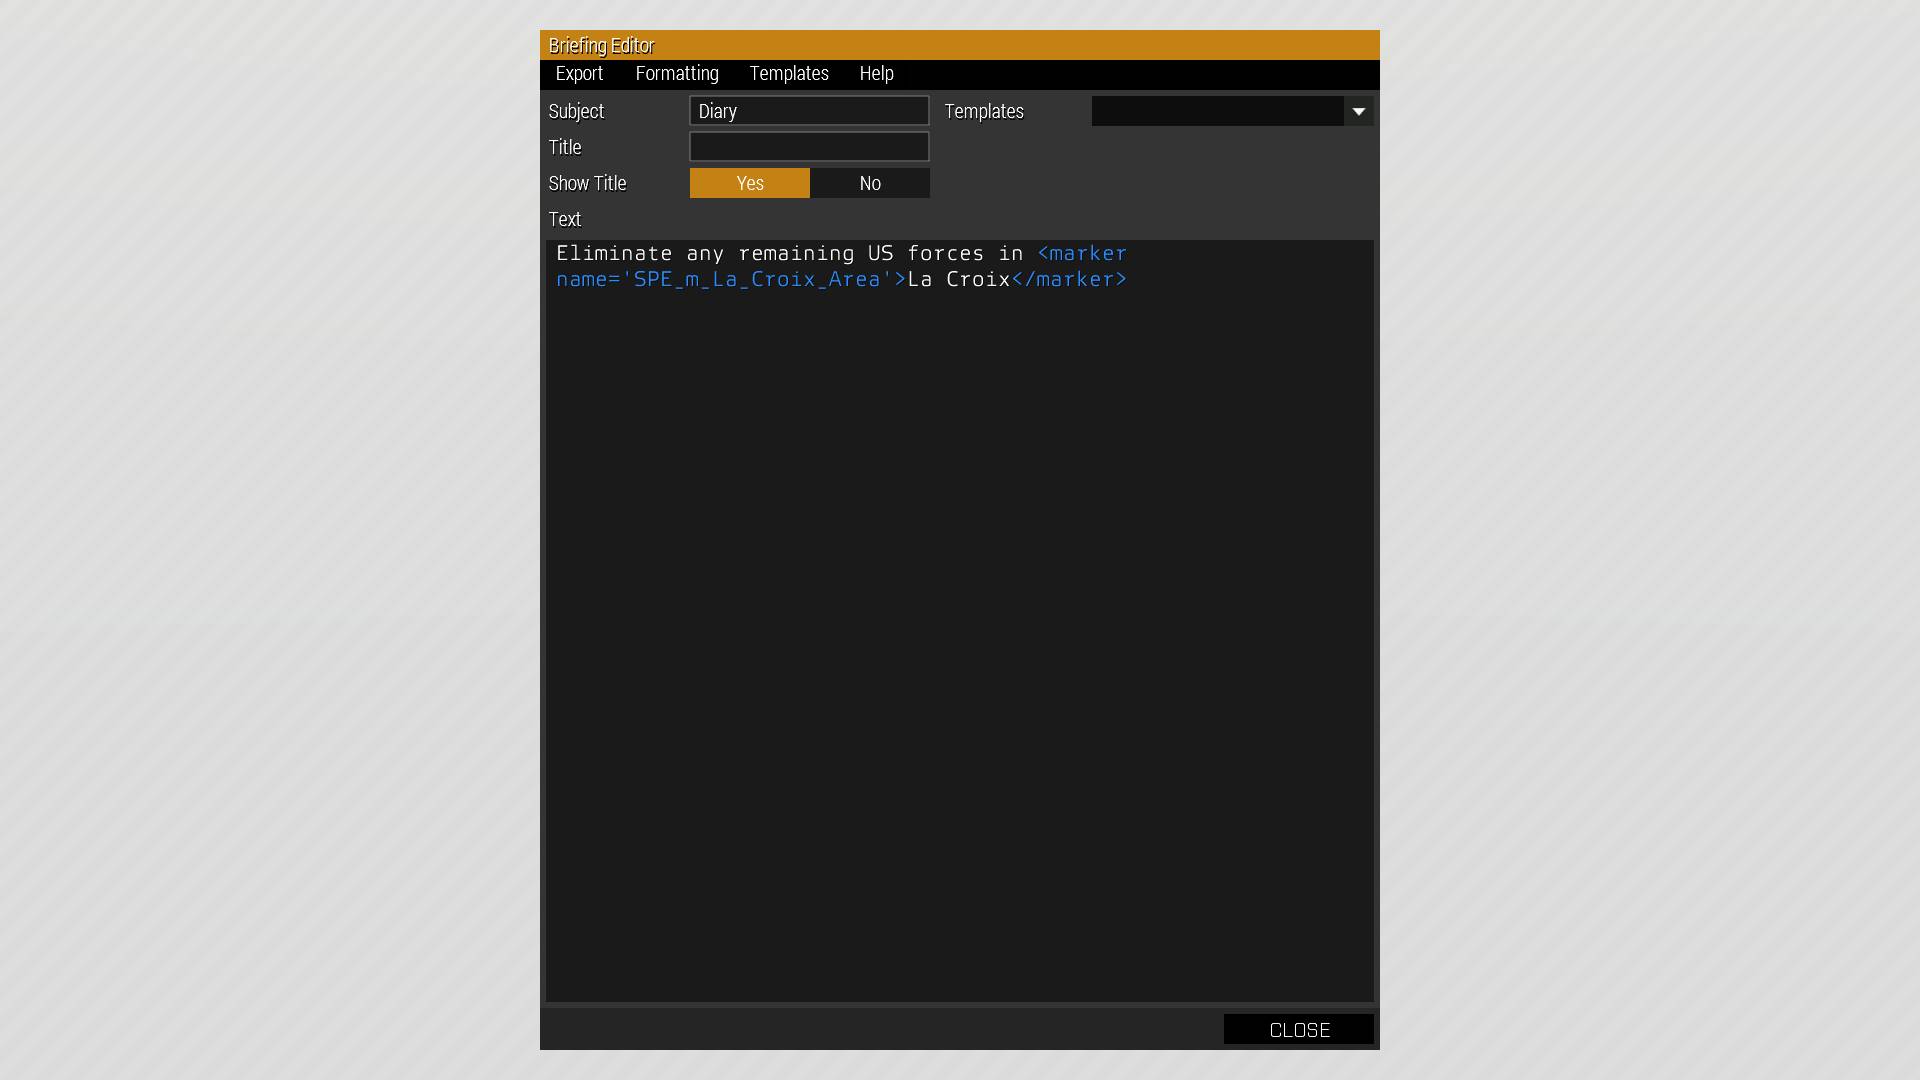 Briefing Editor
Export Formatting Templates Help
Subject Diary Templates
Title
Show Title Yes No
Text
Eliminate any remaining US forces in <marker
name='SPE_m_La_Croix_Area'>La Croix</marker>
CLOSE